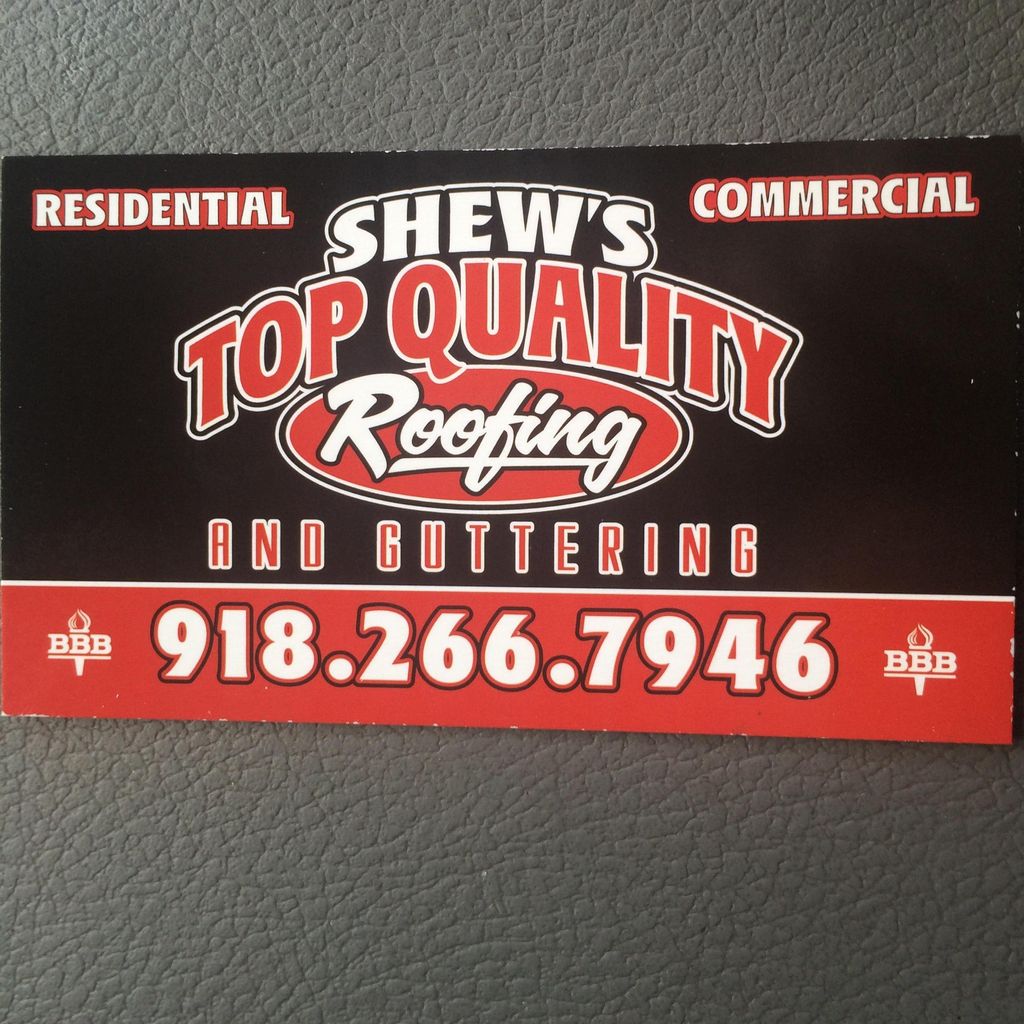 RESIDENTIAL
COMMERCIAL
SHEW'S
TOP QUALITY
Roofing
AND GUTTERING
BBB
918.266.7946
BBB